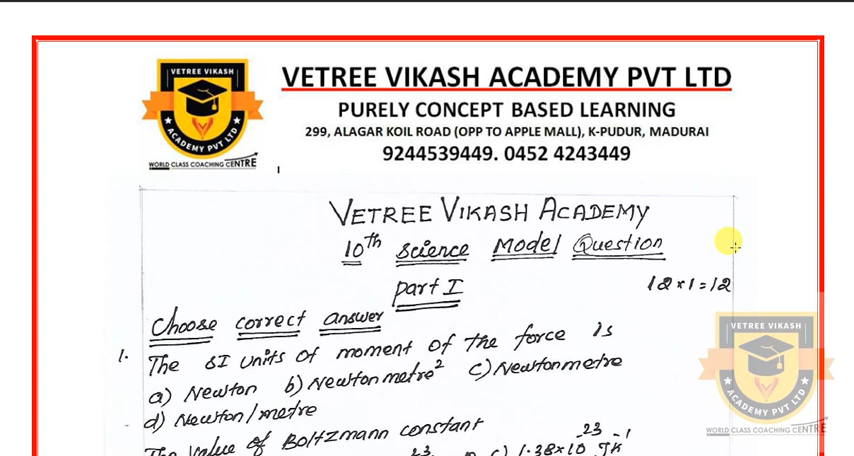 VETREE VIKASH
ACADEMY PVT LTD
WORLD CLASS COACHING CENTRE
VETREE VIKASH ACADEMY PVT LTD
PURELY CONCEPT BASED LEARNING
299, ALAGAR KOIL ROAD (OPP TO APPLE MALL), K-PUDUR, MADURAI
9244539449. 0452 4243449
VETREE VIKASH ACADEMY
10th science Model Question
part I
12×1=12
Choose correct answer
1. The SI units of moment of the force is
a) Newton b) Newton metre² c) Newton metre
d) Newton/metre
The value of Boltzmann constant
c) 1.38×10
VETREE VIKASH
ACADEMY PVT LTD
WORLD CLASS COACHING CENTRE